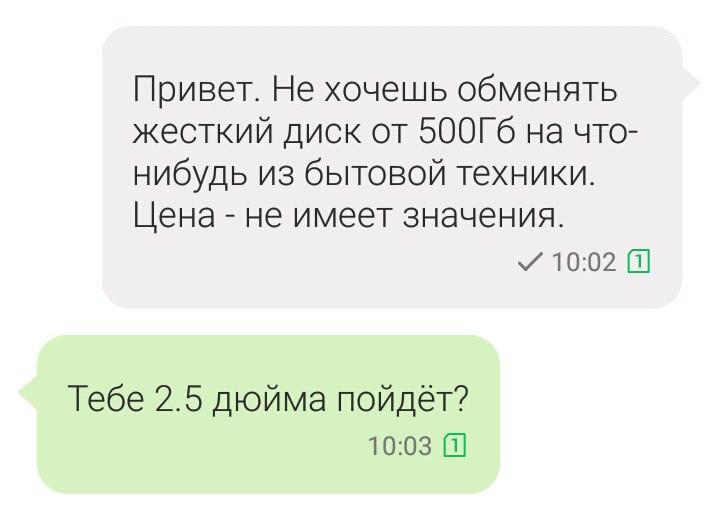 Привет. Не хочешь обменять
жесткий диск от 500Гб на что-
нибудь из бытовой техники.
Цена - не имеет значения.
10:02 1
Тебе 2.5 дюйма пойдёт?
10:03 1